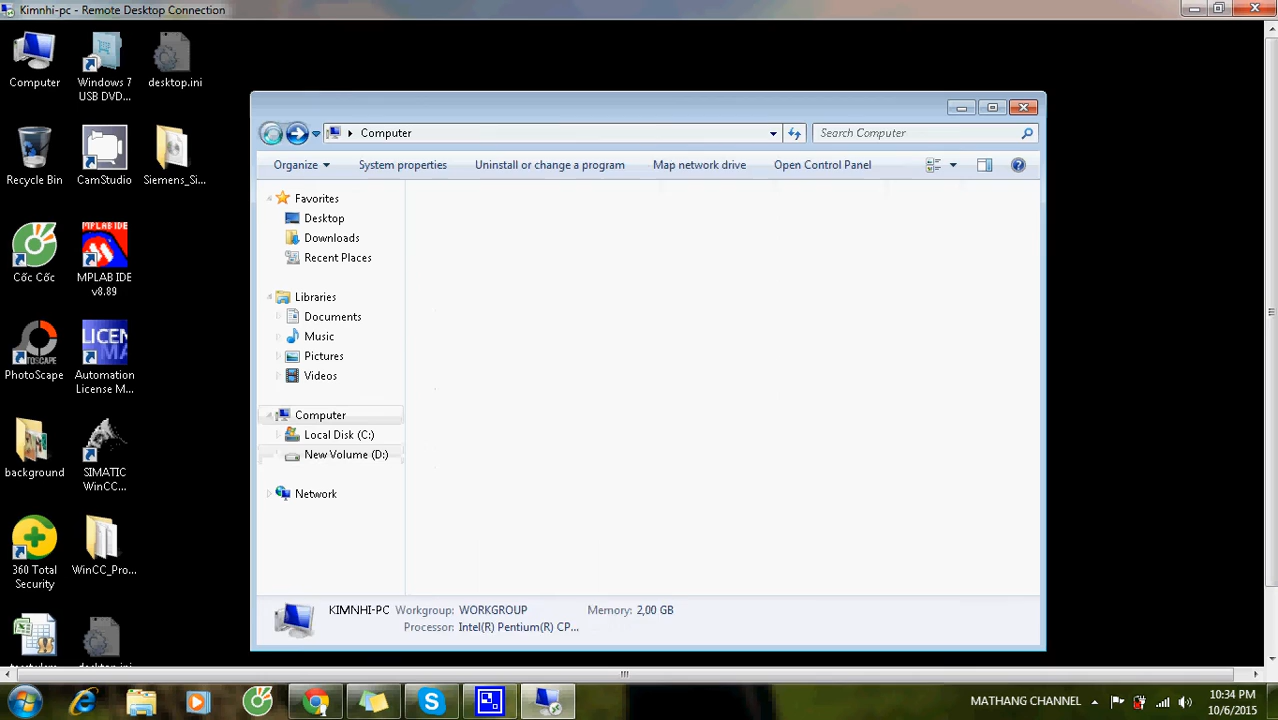 Kimnhi-pc - Remote Desktop Connection
Computer
Windows 7
USB DVD...
desktop.ini
Recycle Bin
CamStudio
Siemens_Si...
Cốc Cốc
MPLAB IDE
MPLAB IDE
v8.89
PhotoScape
Automation
License M...
background
SIMATIC
WinCC...
360 Total
Security
WinCC_Pro...
desktop.ini
Computer
Search Computer
Organize
System properties
Uninstall or change a program
Map network drive
Open Control Panel
Favorites
Desktop
Downloads
Recent Places
Libraries
Documents
Music
Pictures
Videos
Computer
Local Disk (C:)
New Volume (D:)
Network
KIMNHI-PC Workgroup: WORKGROUP Memory: 2,00 GB
Processor: Intel(R) Pentium(R) CP...
MATHANG CHANNEL
10:34 PM
10/6/2015